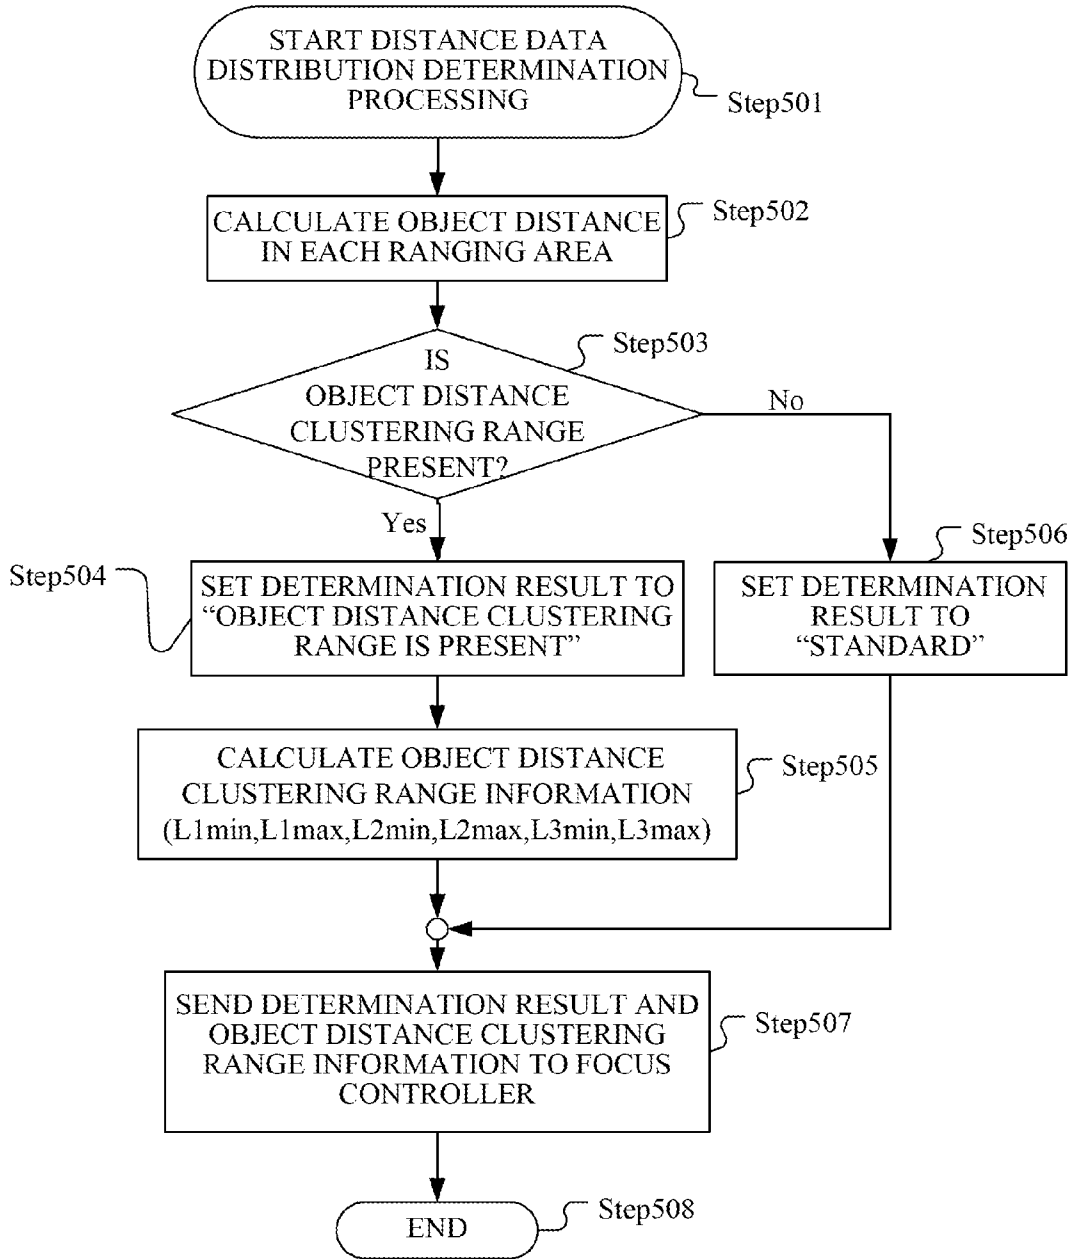 START DISTANCE DATA
DISTRIBUTION DETERMINATION
PROCESSING
Step501
CALCULATE OBJECT DISTANCE
IN EACH RANGING AREA
Step502
IS
OBJECT DISTANCE
CLUSTERING RANGE
PRESENT?
Step503
No
Yes
Step504
SET DETERMINATION RESULT TO
“OBJECT DISTANCE CLUSTERING
RANGE IS PRESENT”
Step506
SET DETERMINATION
RESULT TO
“STANDARD”
CALCULATE OBJECT DISTANCE
CLUSTERING RANGE INFORMATION
(L1min,L1max,L2min,L2max,L3min,L3max)
Step505
SEND DETERMINATION RESULT AND
OBJECT DISTANCE CLUSTERING
RANGE INFORMATION TO FOCUS
CONTROLLER
Step507
END
Step508